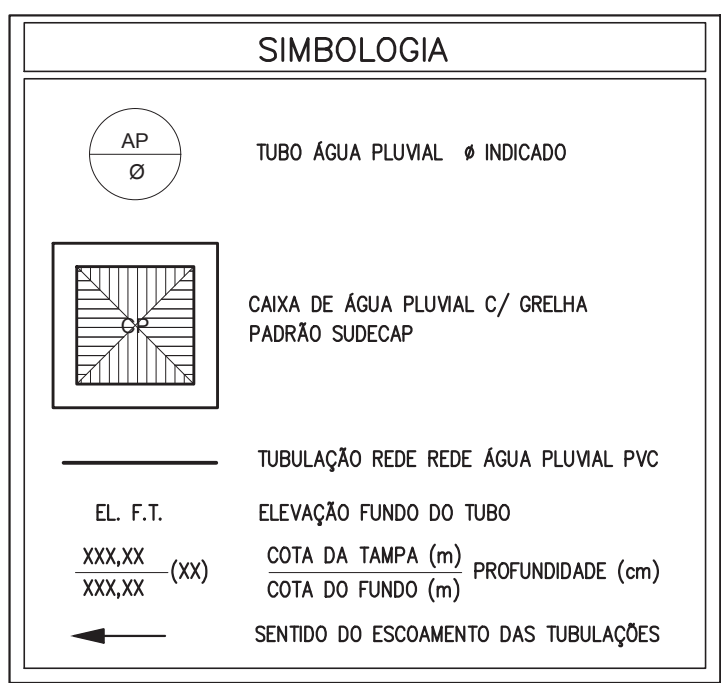 SIMBOLOGIA
AP
Ø
TUBO ÁGUA PLUVIAL Ø INDICADO
CP
CAIXA DE ÁGUA PLUVIAL C/ GRELHA
PADRÃO SUDECAP
TUBULAÇÃO REDE REDE ÁGUA PLUVIAL PVC
EL. F.T. ELEVAÇÃO FUNDO DO TUBO
XXX,XX
XXX,XX
(XX)
COTA DA TAMPA (m)
COTA DO FUNDO (m)
PROFUNDIDADE (cm)
SENTIDO DO ESCOAMENTO DAS TUBULAÇÕES